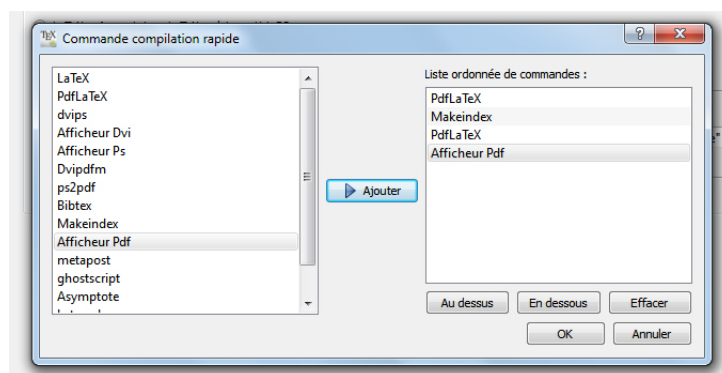 Commande compilation rapide
LaTeX
PdfLaTeX
dvips
Afficheur Dvi
Afficheur Ps
Dvipdfm
ps2pdf
Bibtex
Makeindex
Afficheur Pdf
metapost
ghostscript
Asymptote
Ajouter
Liste ordonnée de commandes :
PdfLaTeX
Makeindex
PdfLaTeX
Afficheur Pdf
Au dessus En dessous Effacer
OK Annuler